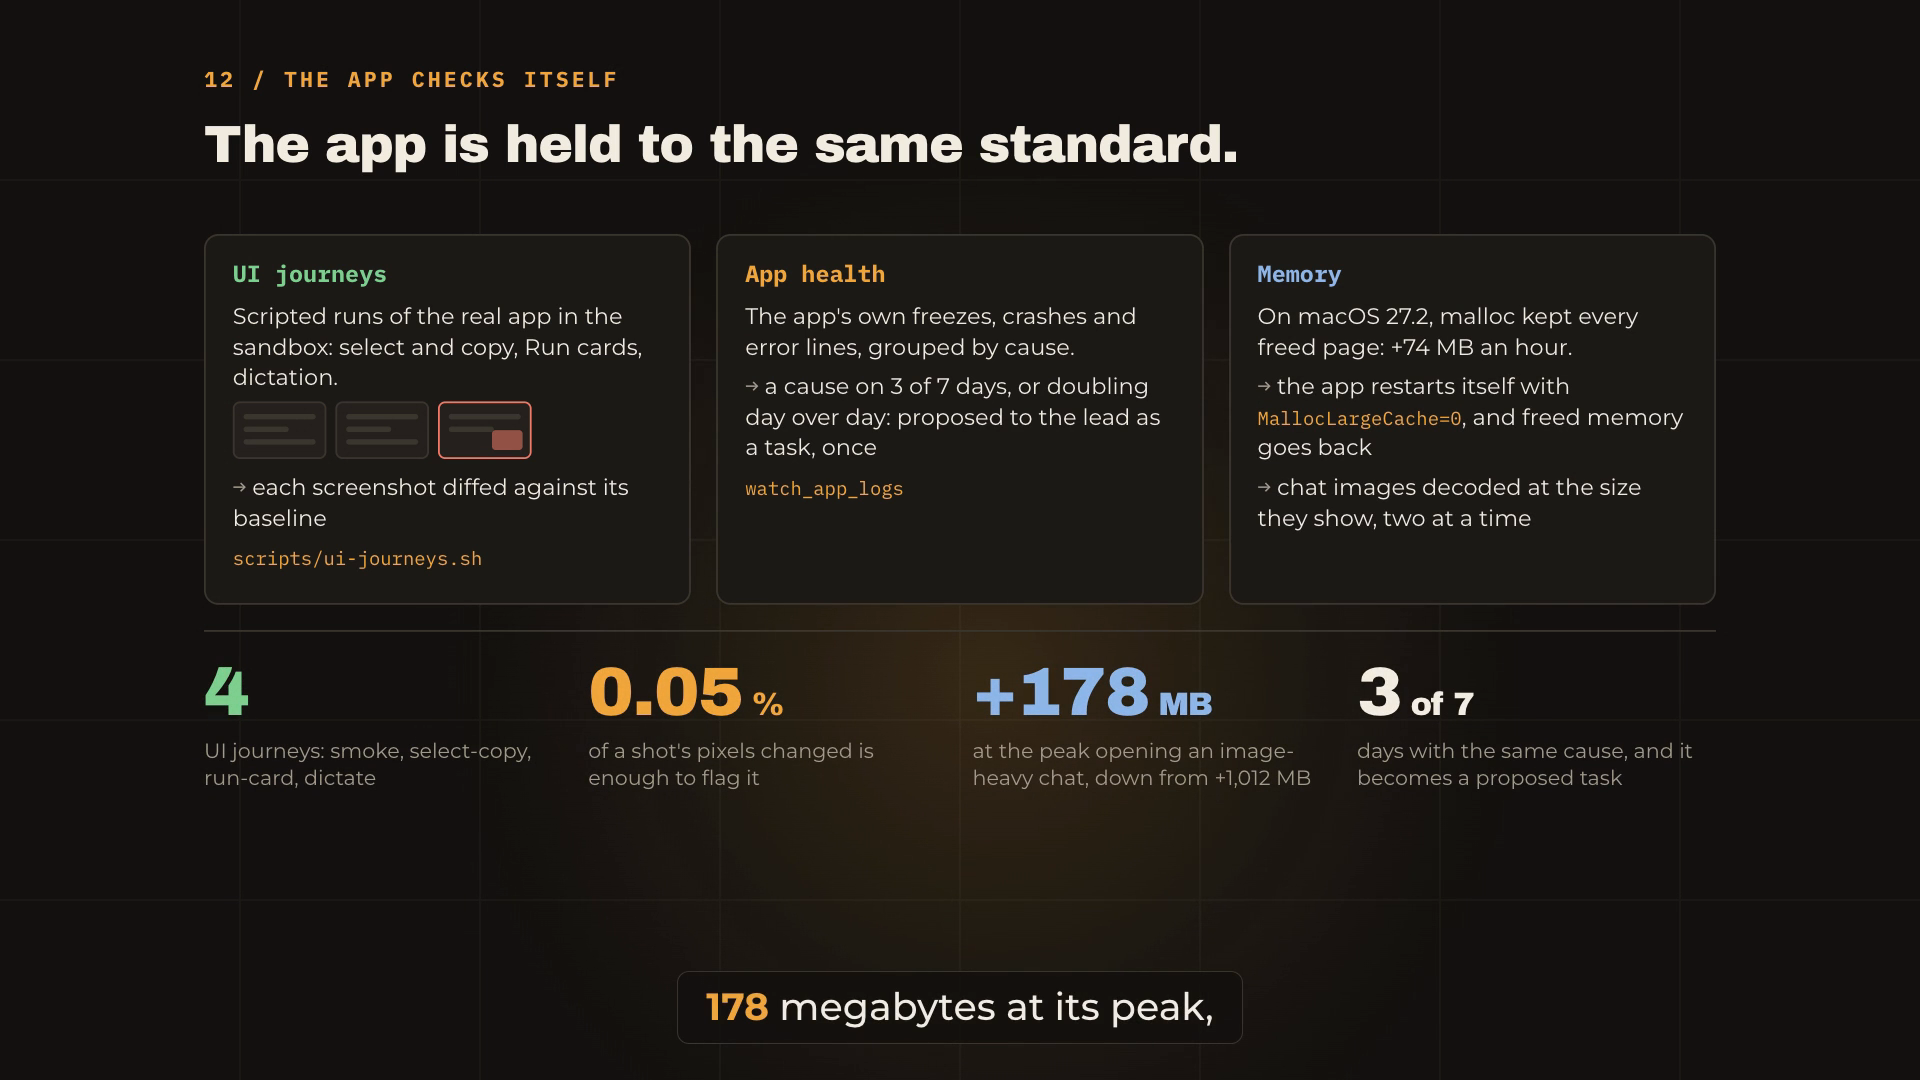 12 / THE APP CHECKS ITSELF
The app is held to the same standard.
UI journeys
Scripted runs of the real app in the
sandbox: select and copy, Run cards,
dictation.
→ each screenshot diffed against its
baseline
scripts/ui-journeys.sh
App health
The app's own freezes, crashes and
error lines, grouped by cause.
→ a cause on 3 of 7 days, or doubling
day over day: proposed to the lead as
a task, once
watch_app_logs
Memory
On macOS 27.2, malloc kept every
freed page: +74 MB an hour.
→ the app restarts itself with
MallocLargeCache=0, and freed memory
goes back
→ chat images decoded at the size
they show, two at a time
4
UI journeys: smoke, select-copy,
run-card, dictate
0.05 %
of a shot's pixels changed is
enough to flag it
+178 MB
at the peak opening an image-
heavy chat, down from +1,012 MB
3 of 7
days with the same cause, and it
becomes a proposed task
178 megabytes at its peak,